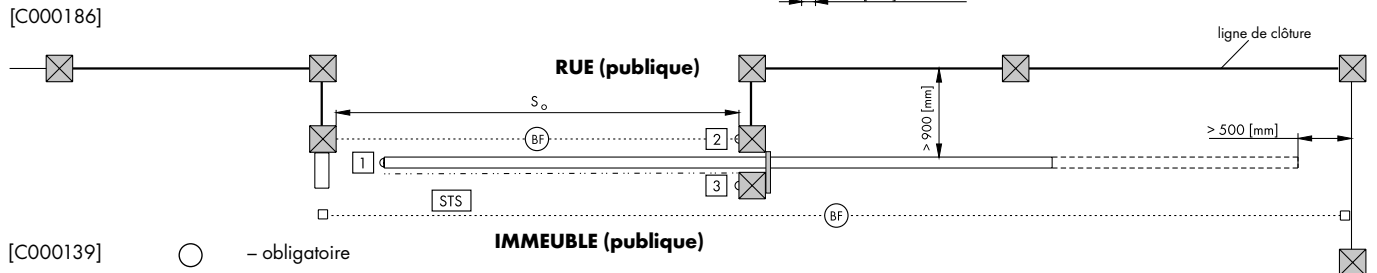 [C000186]
ligne de clôture
RUE (publique)
S₀
> 900 [mm]
> 500 [mm]
BF
2
1
3
STS
BF
IMMEUBLE (publique)
[C000139]
– obligatoire